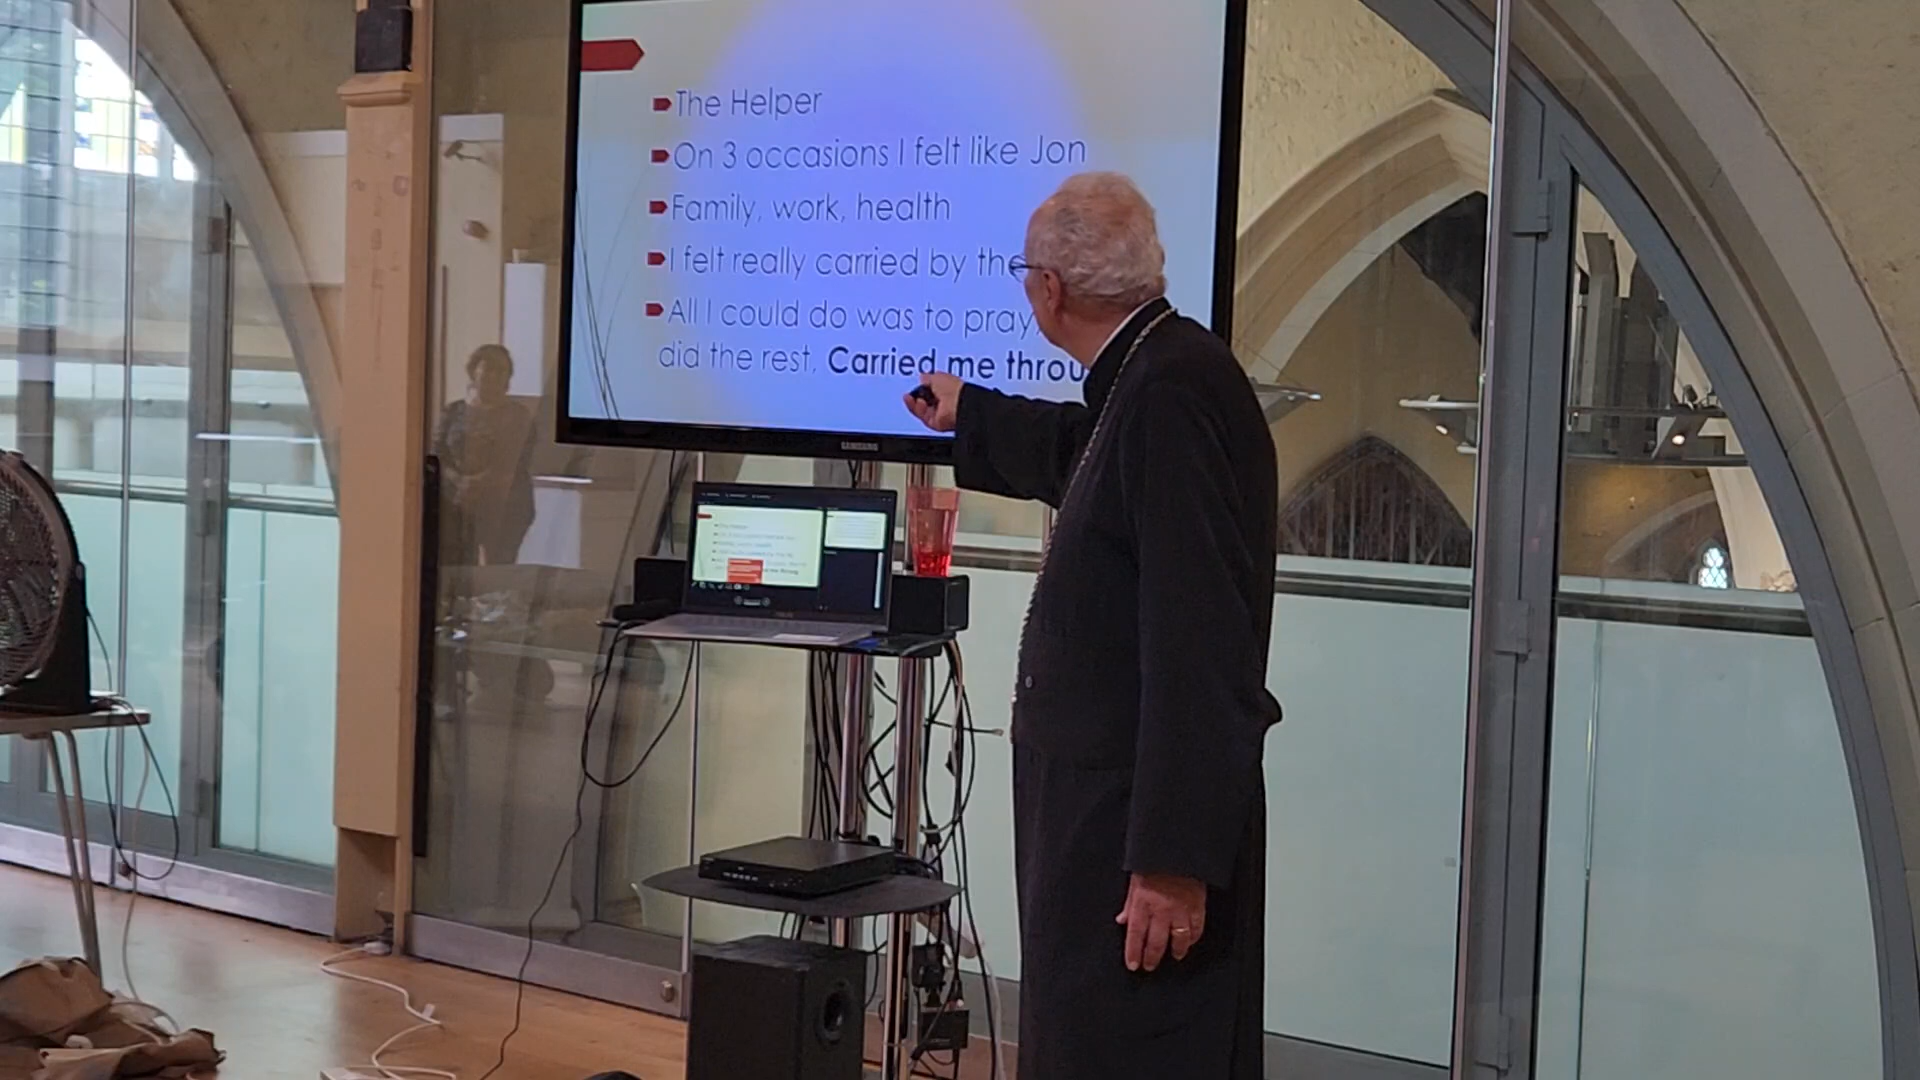 The Helper
On 3 occasions I felt like Jon
Family, work, health
I felt really carried by the
All I could do was to pray
did the rest, Carried me throu
SAMSUNG